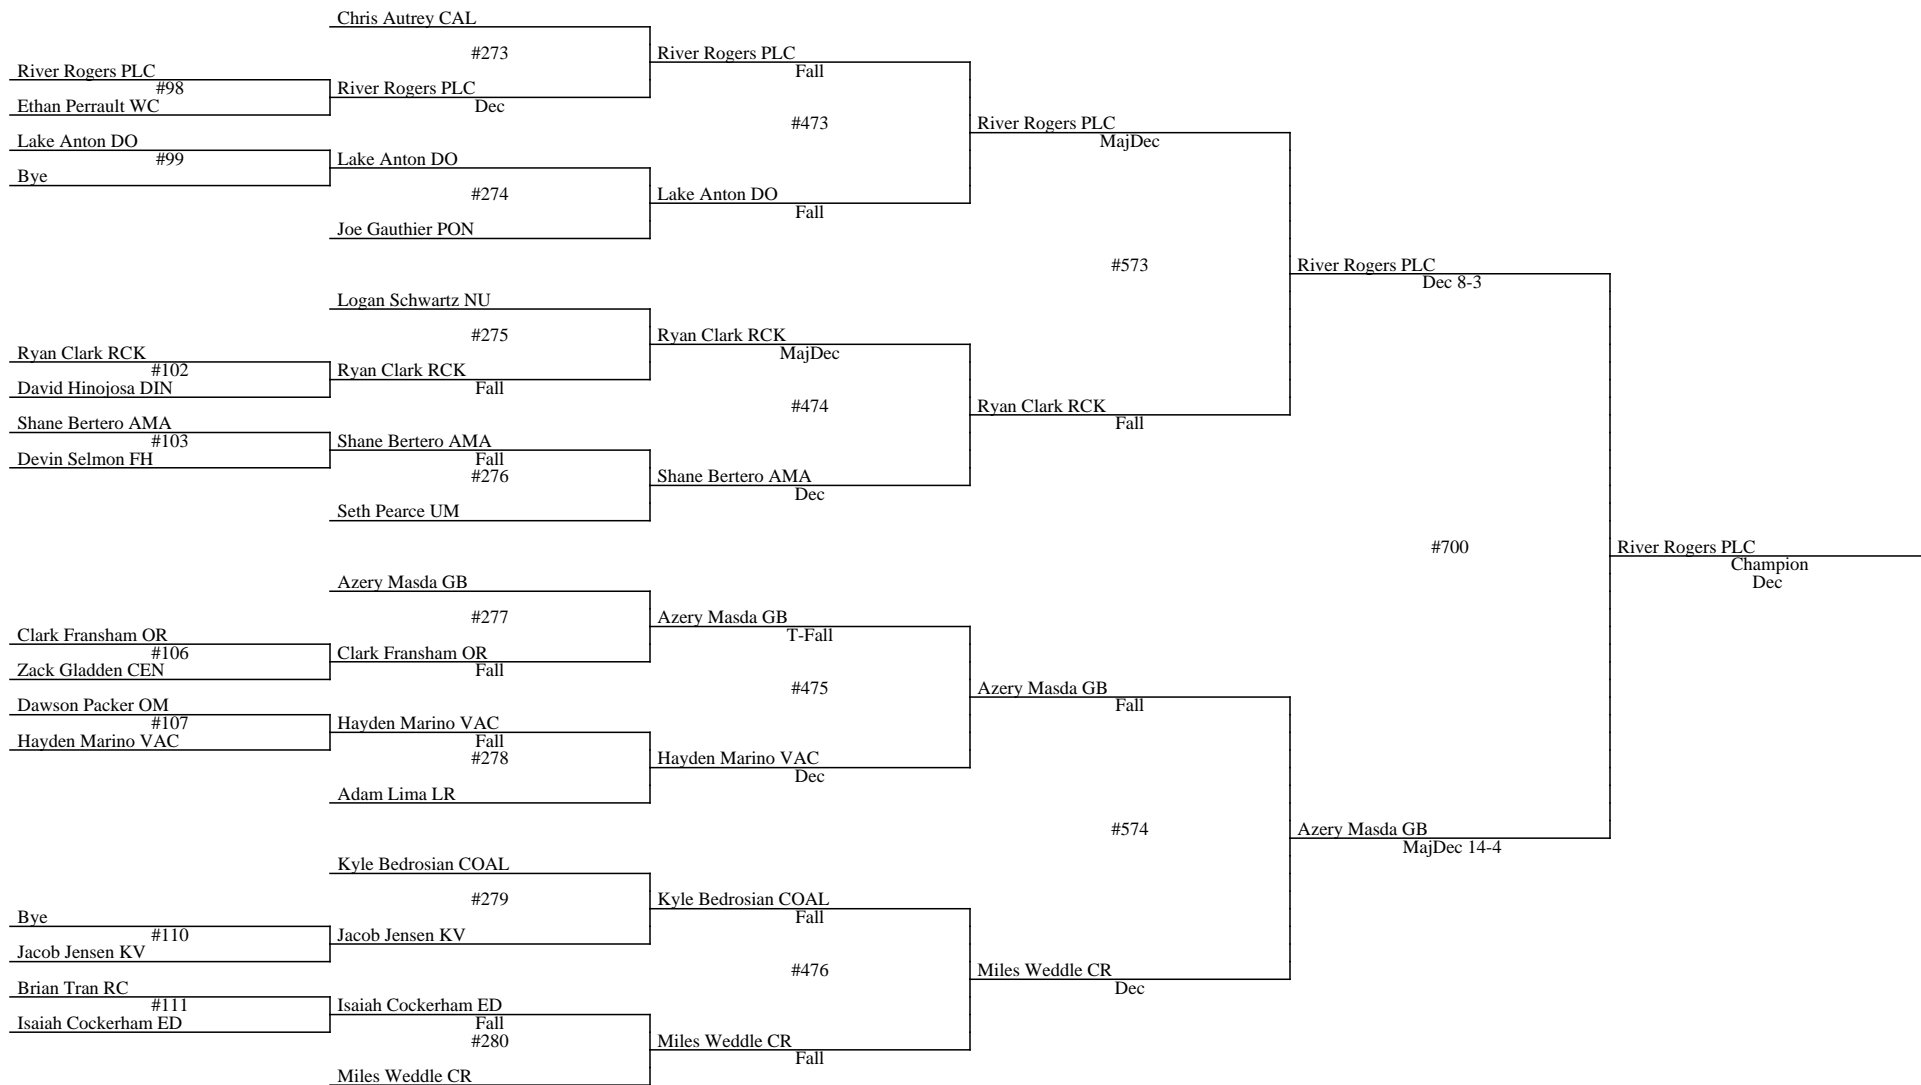 Chris Autrey CAL
#273
River Rogers PLC
Fall
River Rogers PLC
#98
River Rogers PLC
Dec
Ethan Perrault WC
#473
River Rogers PLC
MajDec
Lake Anton DO
#99
Lake Anton DO
Bye
#274
Lake Anton DO
Fall
Joe Gauthier PON
#573
River Rogers PLC
Dec 8-3
Logan Schwartz NU
#275
Ryan Clark RCK
MajDec
Ryan Clark RCK
#102
Ryan Clark RCK
Fall
David Hinojosa DIN
#474
Ryan Clark RCK
Fall
Shane Bertero AMA
#103
Shane Bertero AMA
Fall
Devin Selmon FH
#276
Shane Bertero AMA
Dec
Seth Pearce UM
#700
River Rogers PLC
Champion
Dec
Azery Masda GB
#277
Azery Masda GB
T-Fall
Clark Fransham OR
#106
Clark Fransham OR
Fall
Zack Gladden CEN
#475
Azery Masda GB
Fall
Dawson Packer OM
#107
Hayden Marino VAC
Fall
Hayden Marino VAC
#278
Hayden Marino VAC
Dec
Adam Lima LR
#574
Azery Masda GB
MajDec 14-4
Kyle Bedrosian COAL
#279
Kyle Bedrosian COAL
Fall
Bye
#110
Jacob Jensen KV
Jacob Jensen KV
#476
Miles Weddle CR
Dec
Brian Tran RC
#111
Isaiah Cockerham ED
Fall
Isaiah Cockerham ED
#280
Miles Weddle CR
Fall
Miles Weddle CR